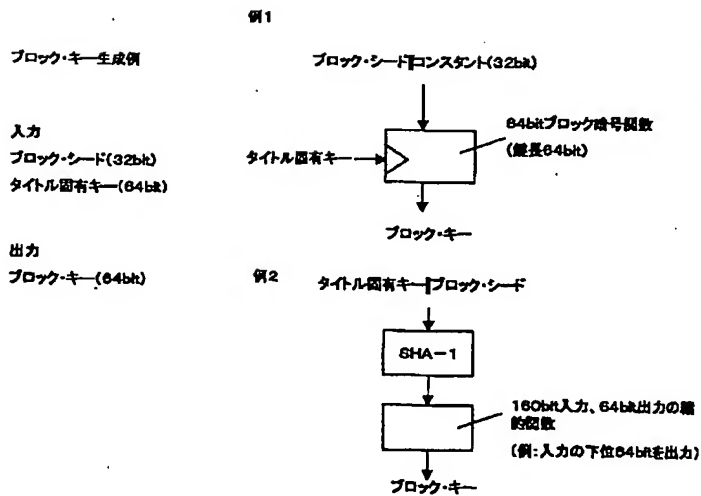 例1
ブロック・キー生成例
ブロック・シード‖コンスタント(32bit)
入力
ブロック・シード(32bit)
タイトル固有キー(64bit)
タイトル固有キー
64bitブロック暗号関数
(鍵長64bit)
ブロック・キー
出力
ブロック・キー(64bit)
例2
タイトル固有キー‖ブロック・シード
SHA-1
160bit入力、64bit出力の縮
約関数
(例:入力の下位64bitを出力)
ブロック・キー